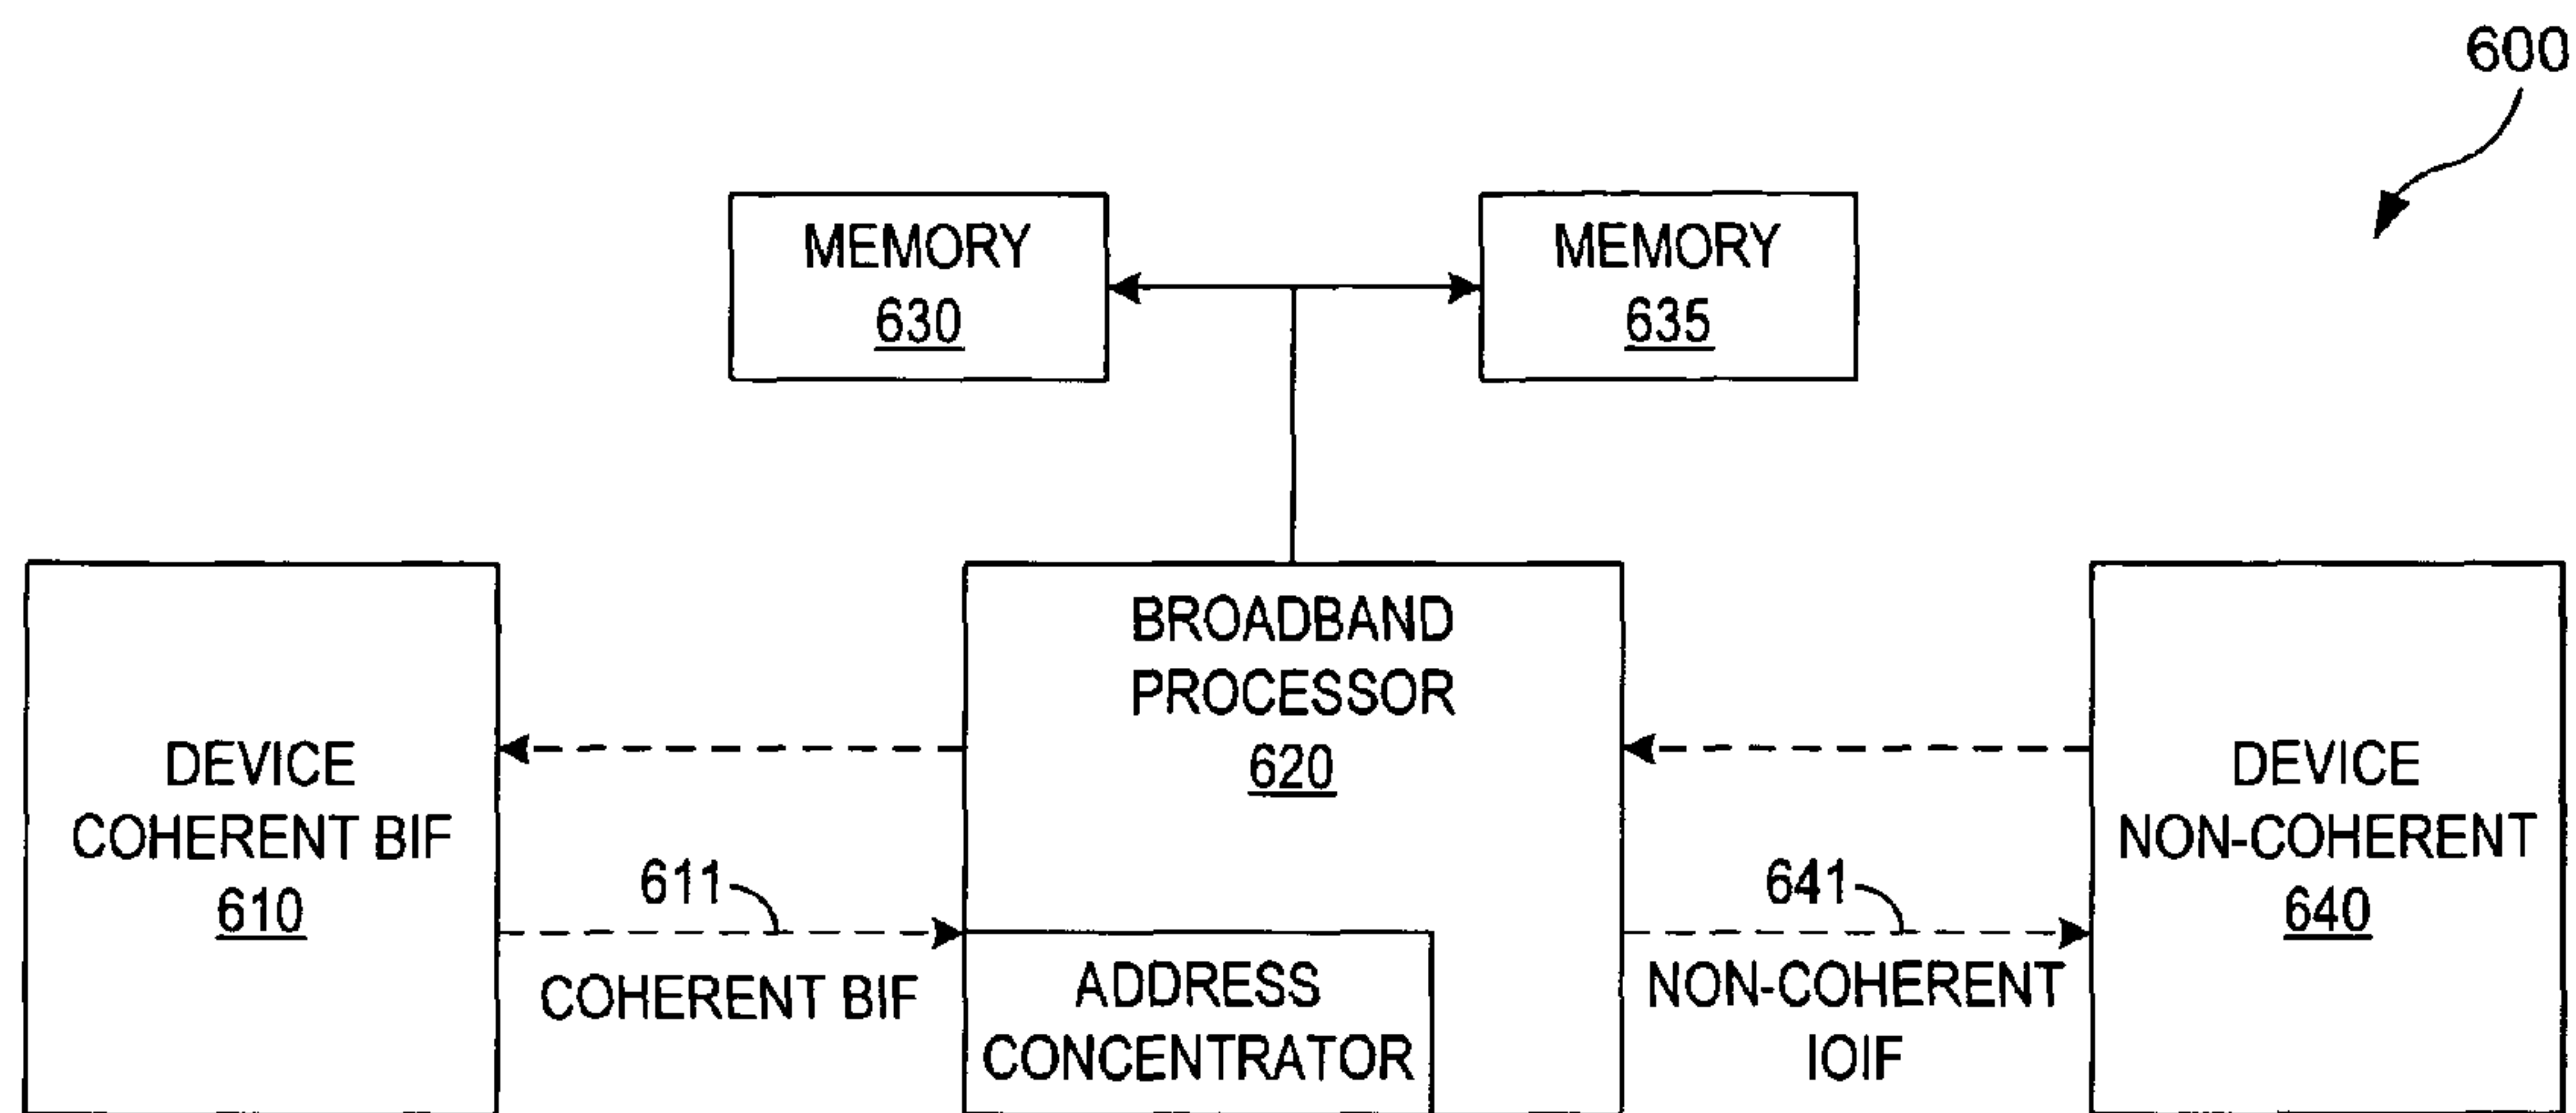 600
MEMORY
630
MEMORY
635
BROADBAND
PROCESSOR
620
DEVICE
COHERENT BIF
610
611
COHERENT BIF
ADDRESS
CONCENTRATOR
641
NON-COHERENT
IOIF
DEVICE
NON-COHERENT
640